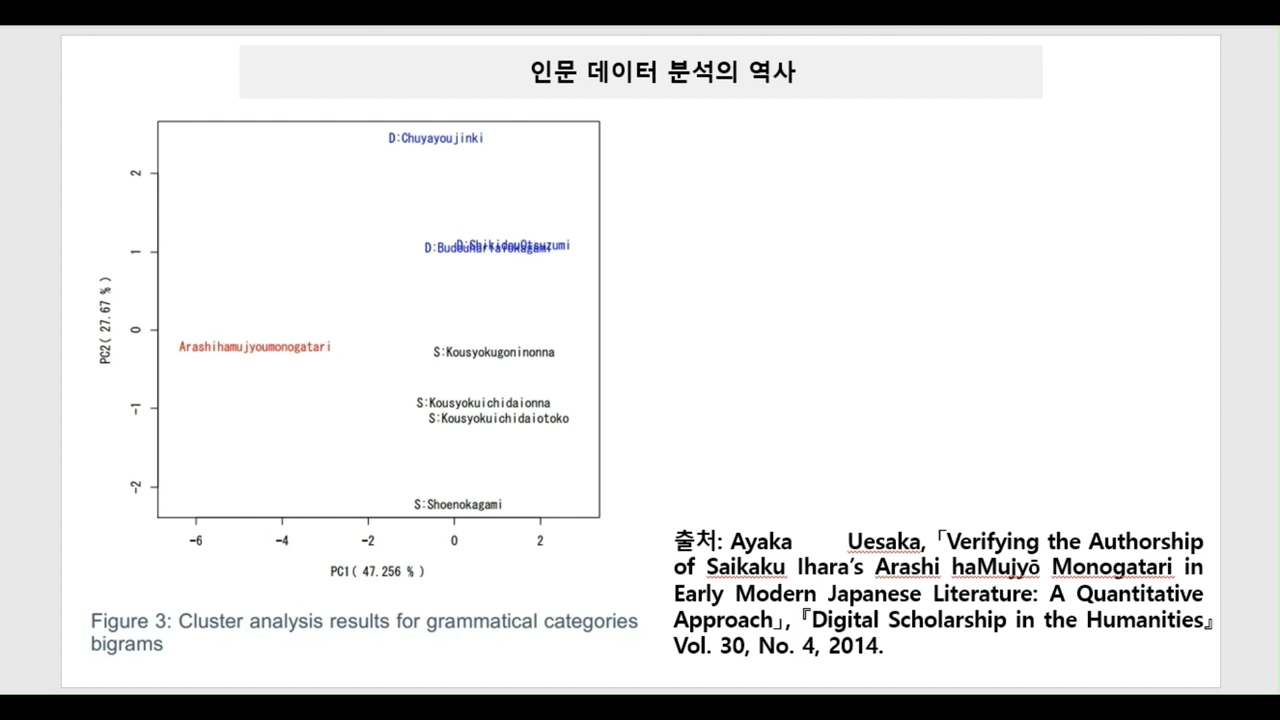 인문 데이터 분석의 역사
D:Chuyayoujinki
D:ShikidouOtsuzumi
S:Kousyokugoninonna
Arashihamujyoumonogatari
S:Kousyokuichidaionna
S:Kousyokuichidaiotoko
S:Shoenokagami
PC2( 27.67 % )
2
1
0
-1
-2
-6 -4 -2 0 2
PC1( 47.256 % )
Figure 3: Cluster analysis results for grammatical categories
bigrams
출처: Ayaka Uesaka, 「Verifying the Authorship
of Saikaku Ihara’s Arashi haMujyō Monogatari in
Early Modern Japanese Literature: A Quantitative
Approach」, 『Digital Scholarship in the Humanities』
Vol. 30, No. 4, 2014.